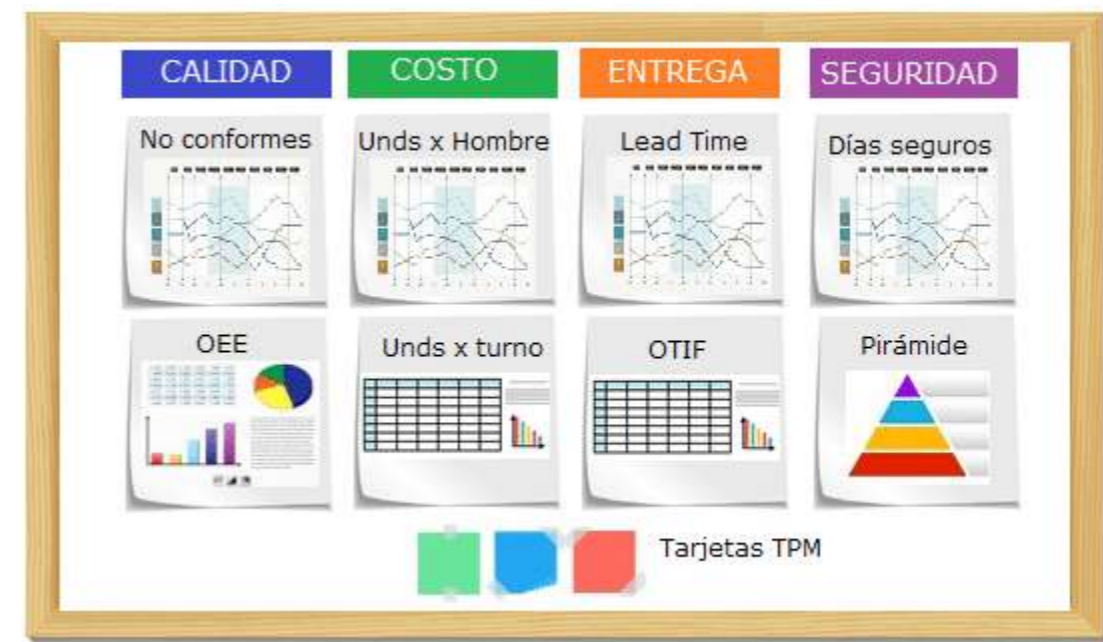 CALIDAD
COSTO
ENTREGA
SEGURIDAD
No conformes
Unds x Hombre
Lead Time
Días seguros
OEE
Unds x turno
OTIF
Pirámide
Tarjetas TPM